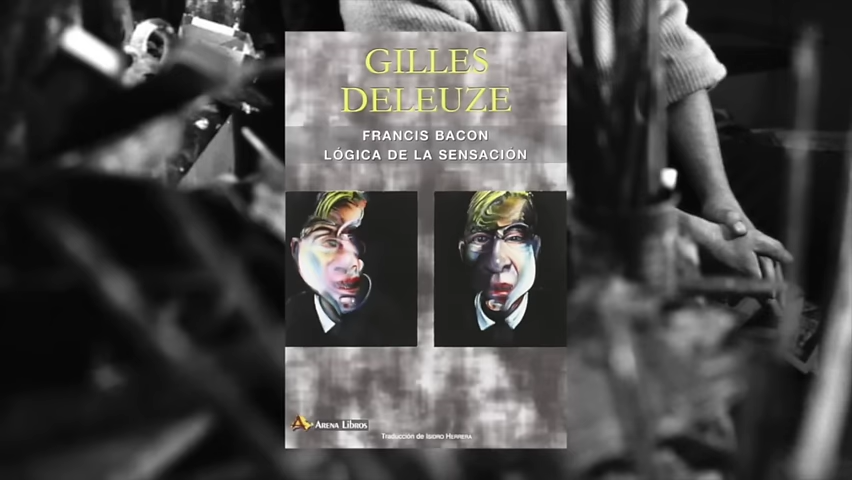 GILLES
DELEUZE
FRANCIS BACON
LÓGICA DE LA SENSACIÓN
ARENA LIBROS
Traducción de ISIDRO HERRERA